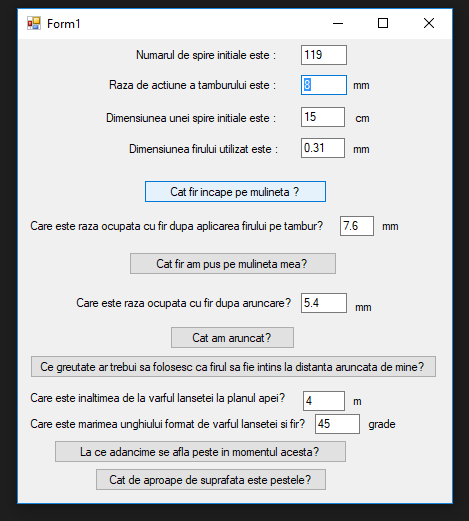 Form1
Numarul de spire initiale este : 119
Raza de actiune a tamburului este : 8 mm
Dimensiunea unei spire initiale este : 15 cm
Dimensiunea firului utilizat este : 0.31 mm
Cat fir incape pe mulineta ?
Care este raza ocupata cu fir dupa aplicarea firului pe tambur? 7.6 mm
Cat fir am pus pe mulineta mea?
Care este raza ocupata cu fir dupa aruncare? 5.4 mm
Cat am aruncat?
Ce greutate ar trebui sa folosesc ca firul sa fie intins la distanta aruncata de mine?
Care este inaltimea de la varful lansetei la planul apei? 4 m
Care este marimea unghiului format de varful lansetei si fir? 45 grade
La ce adancime se afla peste in momentul acesta?
Cat de aproape de suprafata este pestele?